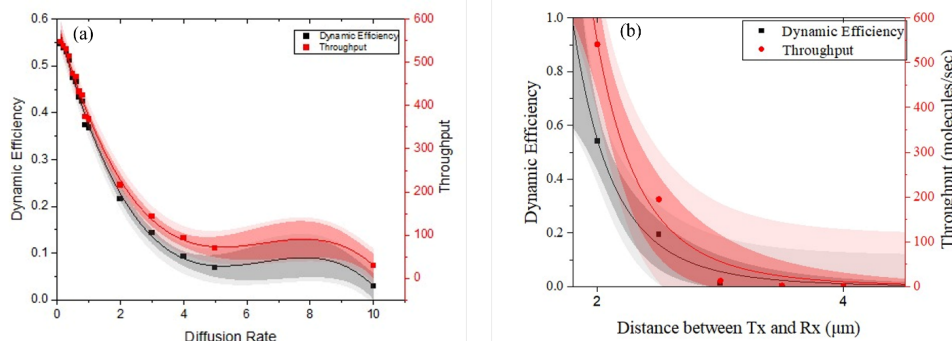 (a)
Dynamic Efficiency
Throughput
0.6
0.5
0.4
0.3
0.2
0.1
0.0
Dynamic Efficiency
600
500
400
300
200
100
0
Throughput
0 2 4 6 8 10
Diffusion Rate
(b)
Dynamic Efficiency
Throughput
1.0
0.8
0.6
0.4
0.2
0.0
Dynamic Efficiency
600
500
400
300
200
100
0
Throughput (molecules/sec)
2 4
Distance between Tx and Rx (μm)